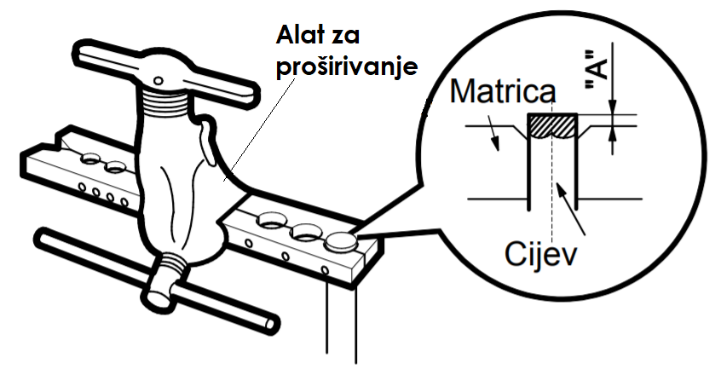 Alat za
proširivanje
Matrica
"A"
Cijev